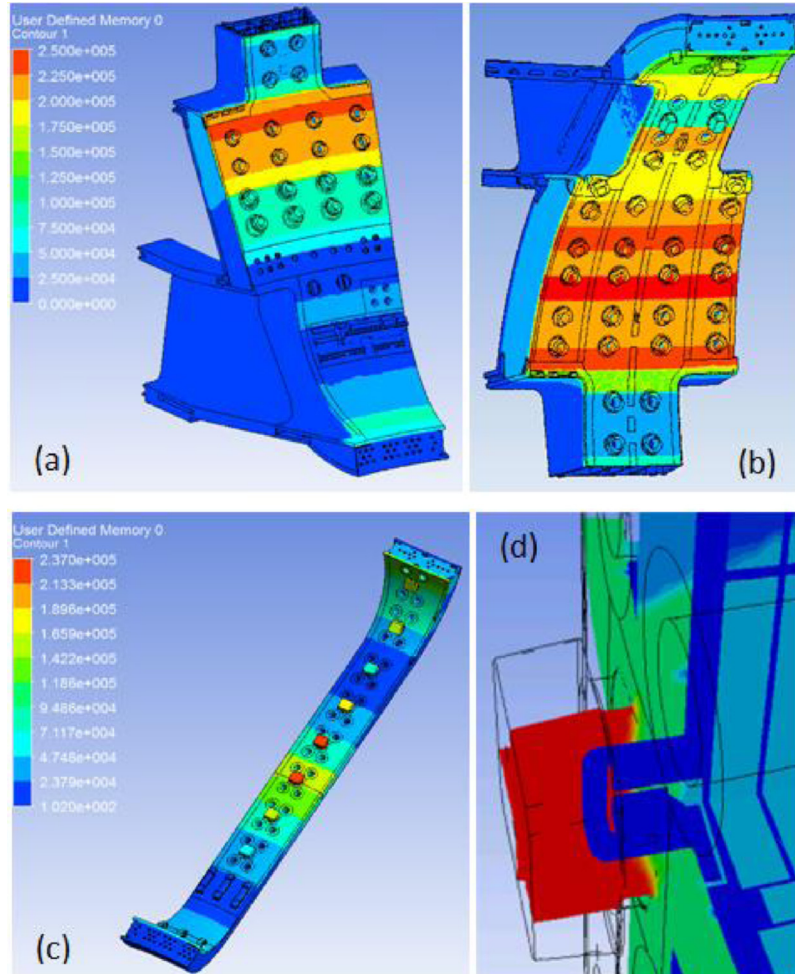 User Defined Memory 0
Contour 1
2.500e+005
2.250e+005
2.000e+005
1.750e+005
1.500e+005
1.250e+005
1.000e+005
7.500e+004
5.000e+004
2.500e+004
0.000e+000
(a)
(b)
User Defined Memory 0
Contour 1
2.370e+005
2.133e+005
1.896e+005
1.659e+005
1.422e+005
1.186e+005
9.486e+004
7.117e+004
4.748e+004
2.379e+004
1.020e+002
(c)
(d)